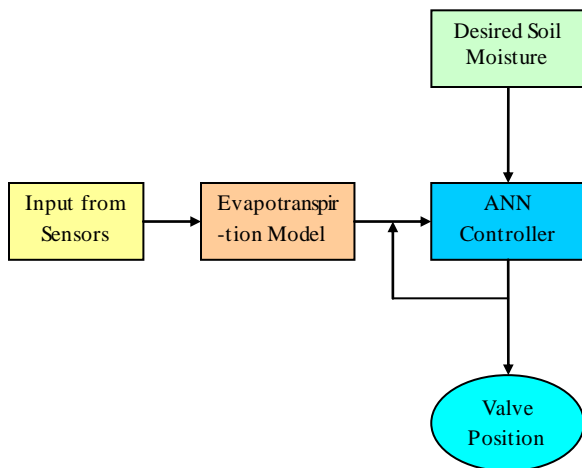 Desired Soil
Moisture
Input from
Sensors
Evapotranspir
-tion Model
ANN
Controller
Valve
Position